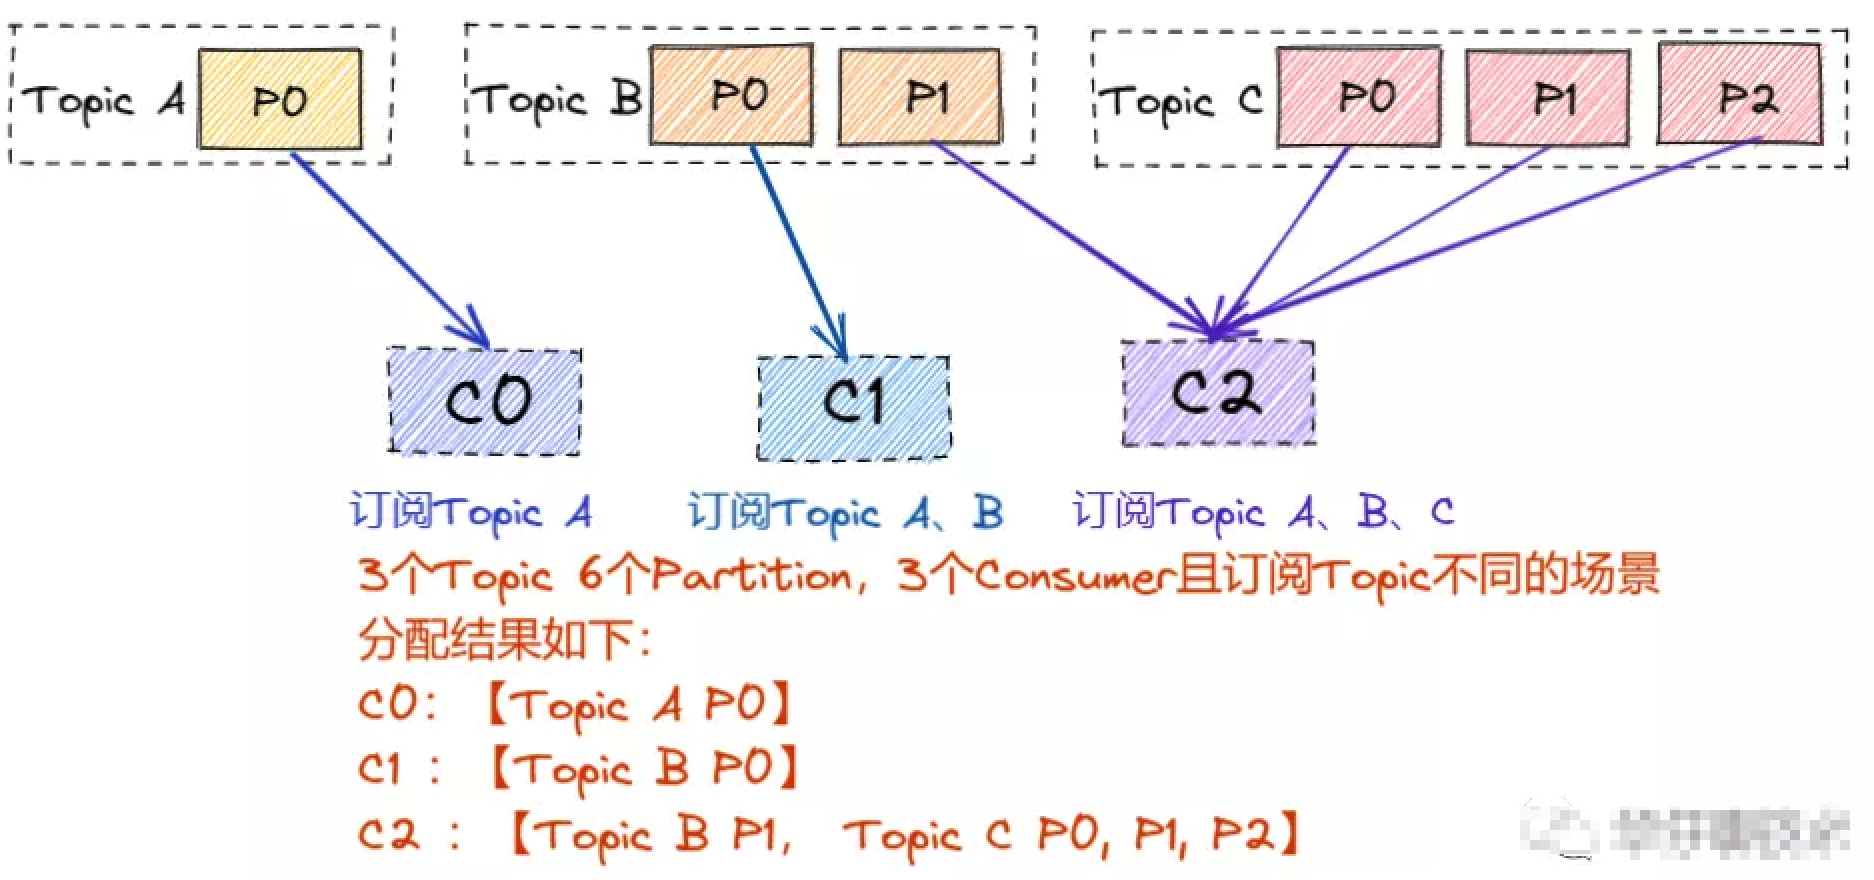 Topic A P0
Topic B P0 P1
Topic C P0 P1 P2
C0
C1
C2
订阅Topic A
订阅Topic A、B
订阅Topic A、B、C
3个Topic 6个Partition，3个Consumer且订阅Topic不同的场景
分配结果如下：
C0：【Topic A P0】
C1：【Topic B P0】
C2：【Topic B P1， Topic C P0, P1, P2】